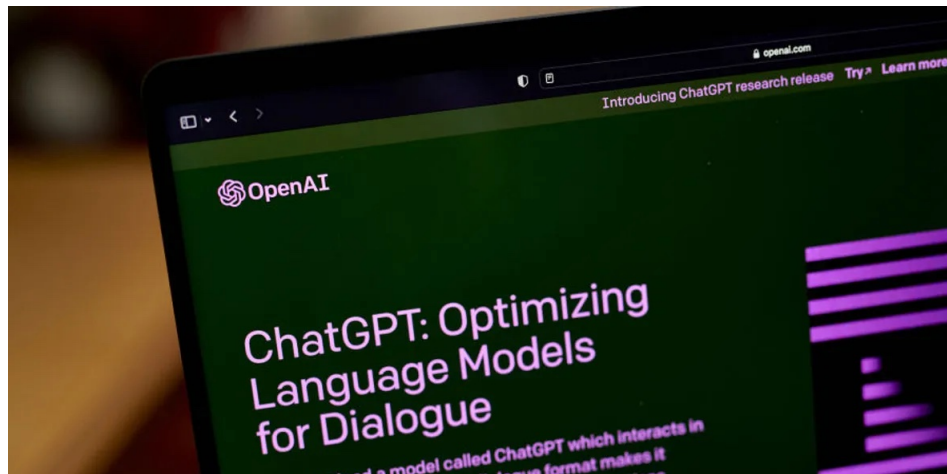 openai.com
Introducing ChatGPT research release Try↗ Learn more
OpenAI
ChatGPT: Optimizing
Language Models
for Dialogue
a model called ChatGPT which interacts in
format makes it